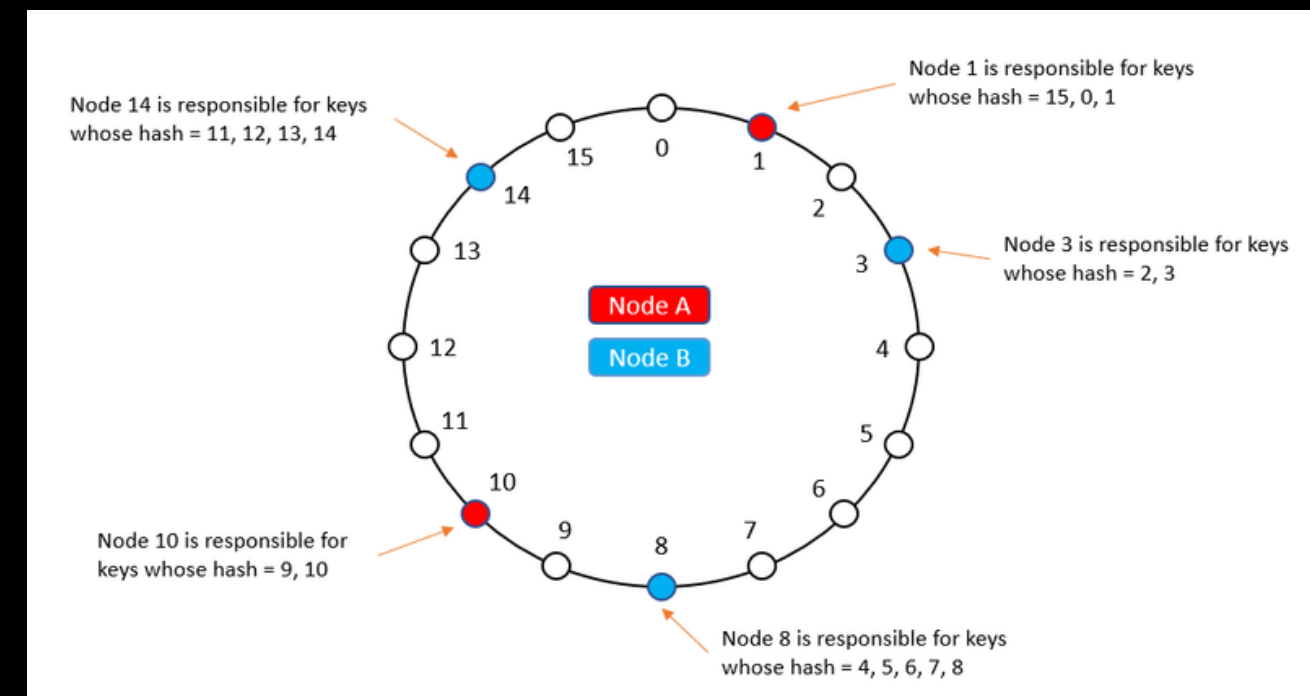 Node 14 is responsible for keys
whose hash = 11, 12, 13, 14
Node 1 is responsible for keys
whose hash = 15, 0, 1
Node 3 is responsible for keys
whose hash = 2, 3
Node 8 is responsible for keys
whose hash = 4, 5, 6, 7, 8
Node 10 is responsible for
keys whose hash = 9, 10
0
1
2
3
4
5
6
7
8
9
10
11
12
13
14
15
Node A
Node B